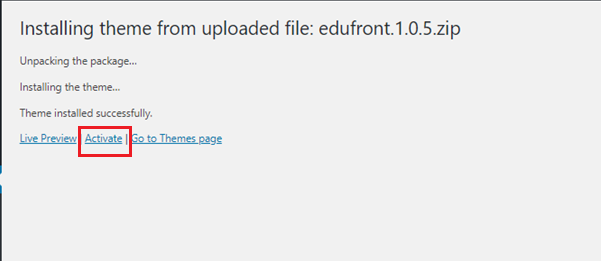 Installing theme from uploaded file: edufront.1.0.5.zip
Unpacking the package...
Installing the theme...
Theme installed successfully.
Live Preview | Activate | Go to Themes page